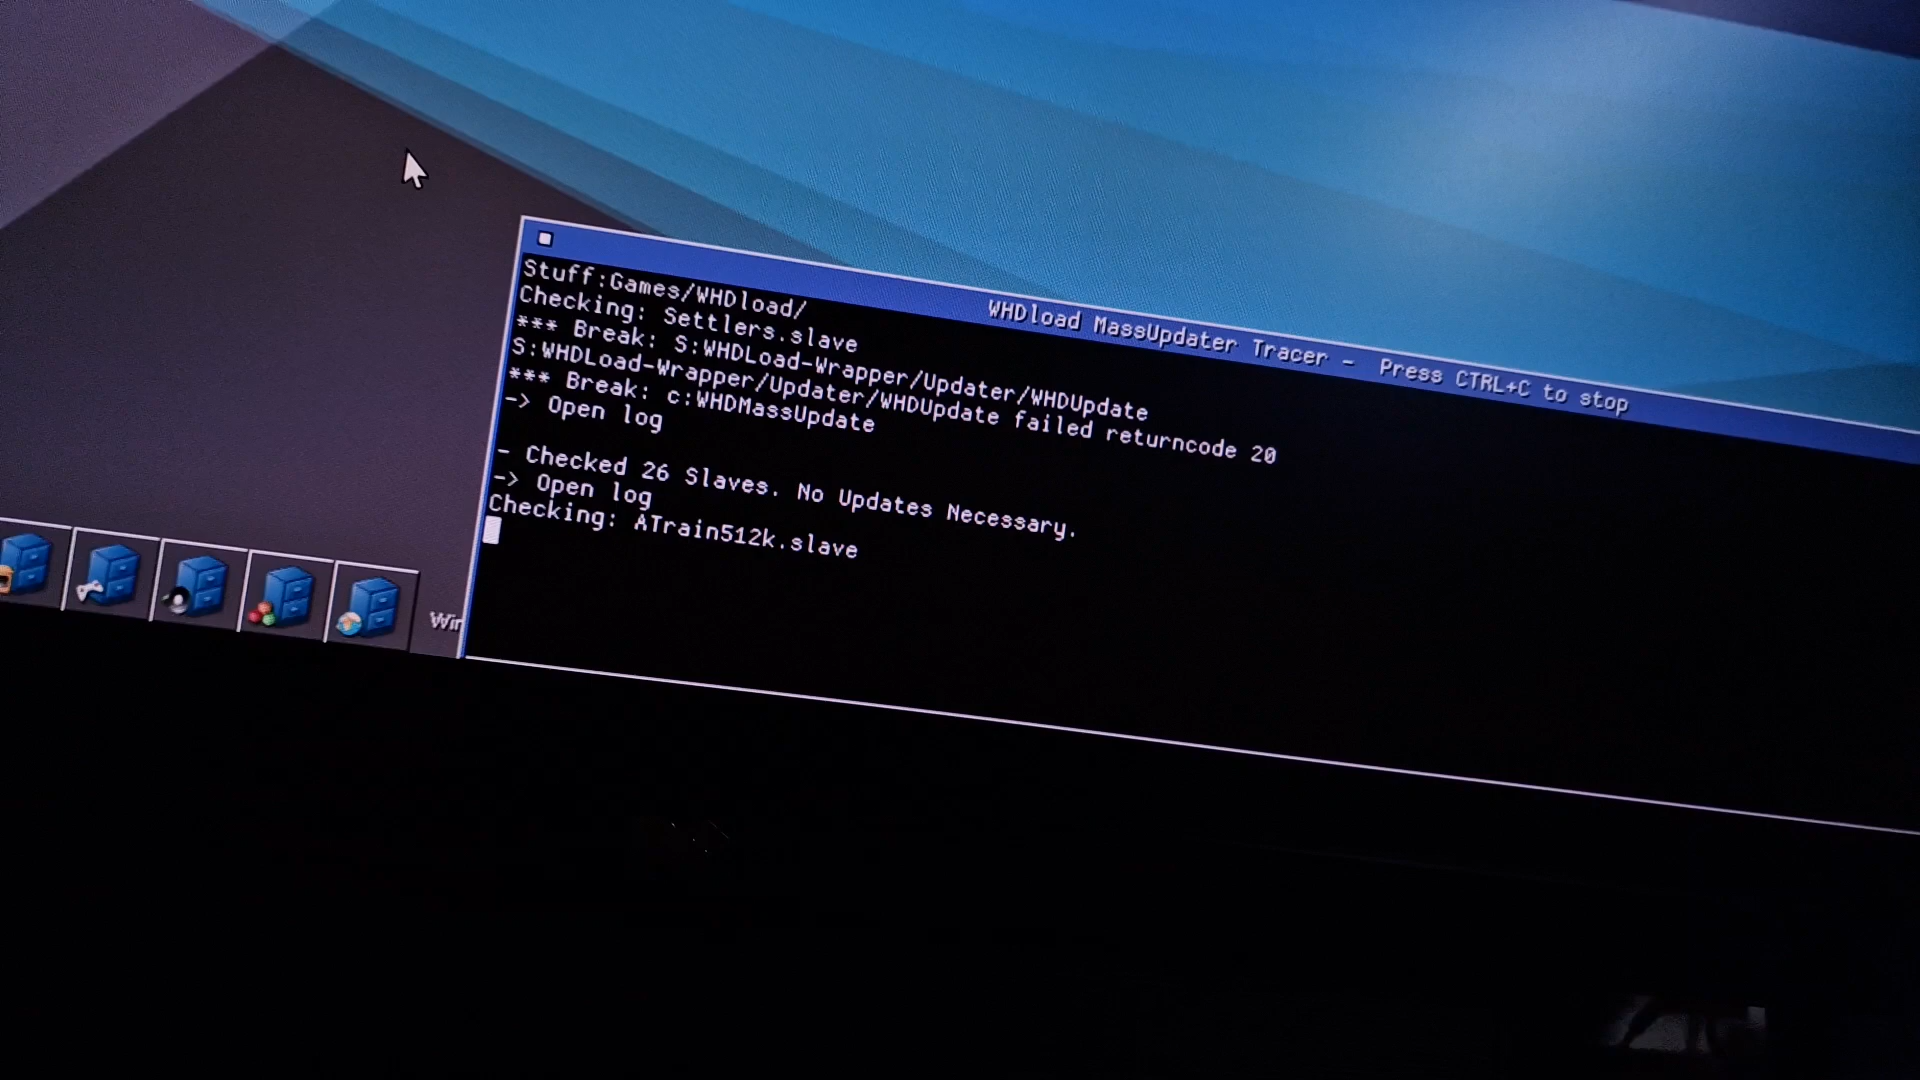 WHDload MassUpdater Tracer - Press CTRL+C to stop
Stuff:Games/WHDload/
Checking: Settlers.slave
*** Break: S:WHDLoad-Wrapper/Updater/WHDUpdate
S:WHDLoad-Wrapper/Updater/WHDUpdate failed returncode 20
*** Break: c:WHDMassUpdate
-> Open log
- Checked 26 Slaves. No Updates Necessary.
-> Open log
Checking: ATrain512k.slave